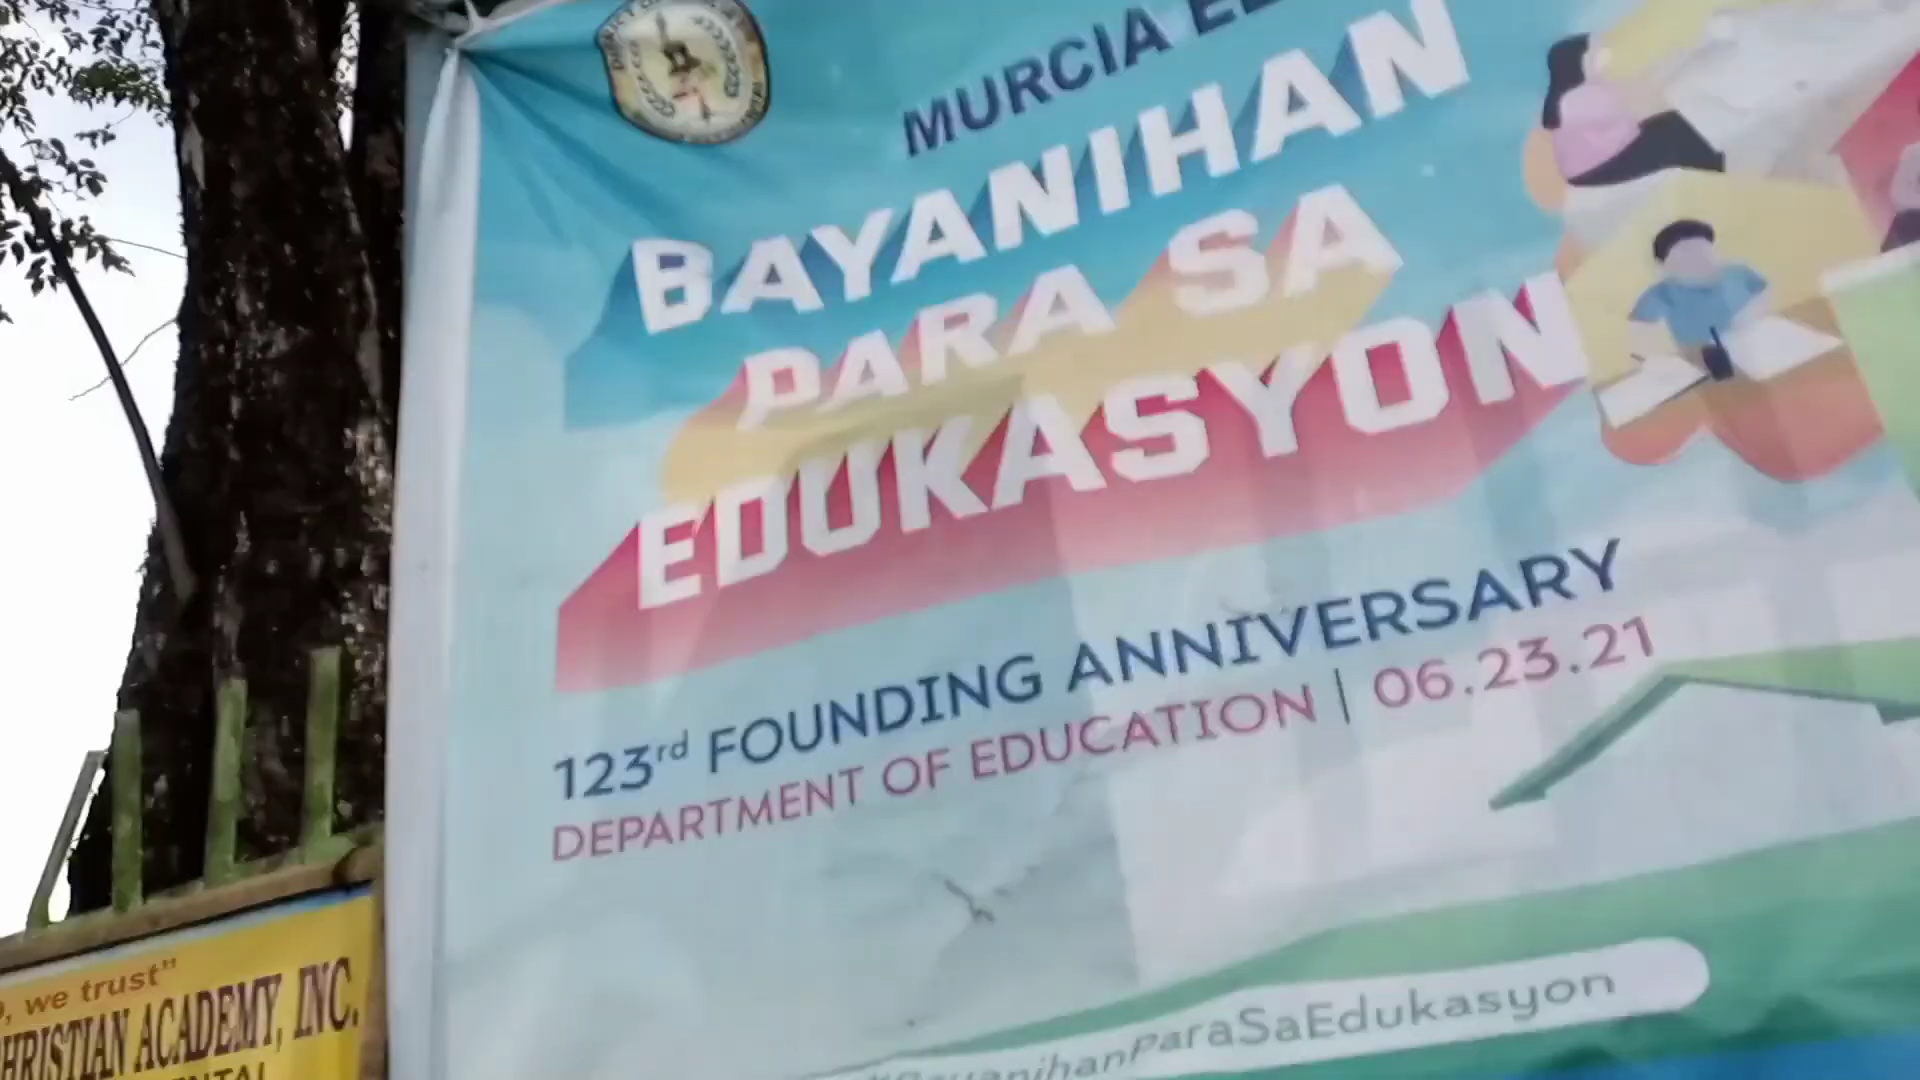 MURCIA
BAYANIHAN
PARA SA
EDUKASYON
123rd FOUNDING ANNIVERSARY
DEPARTMENT OF EDUCATION | 06.23.21
#BayanihanParaSaEdukasyon
we trust"
CHRISTIAN ACADEMY, INC.